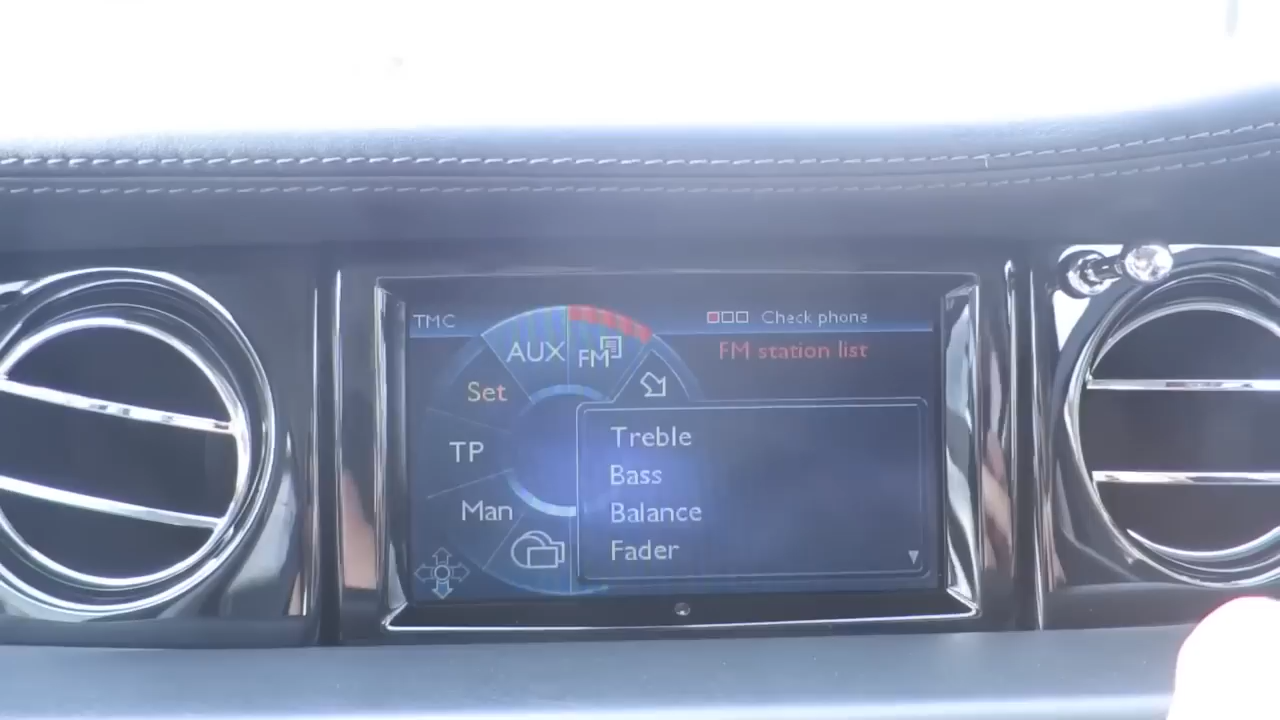 TMC
Check phone
FM station list
AUX
FM
Set
TP
Man
Treble
Bass
Balance
Fader